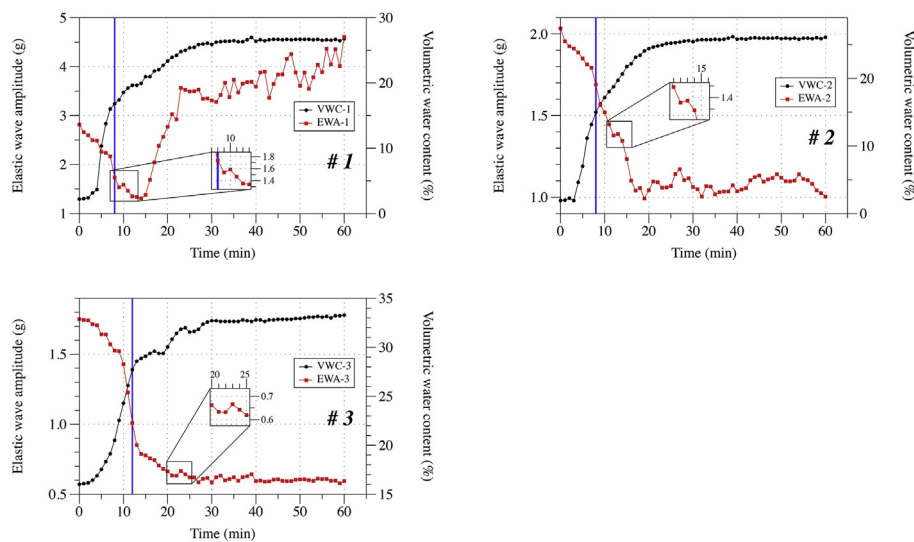 5
4
3
2
1
30
20
10
0
0 10 20 30 40 50 60
Elastic wave amplitude (g)
Volumetric water content (%)
Time (min)
VWC-1
EWA-1
# 1
10
1.8
1.6
1.4
2.0
1.5
1.0
20
10
0
0 10 20 30 40 50 60
Elastic wave amplitude (g)
Volumetric water content (%)
Time (min)
VWC-2
EWA-2
# 2
15
1.4
1.5
1.0
0.5
35
30
25
20
15
0 10 20 30 40 50 60
Elastic wave amplitude (g)
Volumetric water content (%)
Time (min)
VWC-3
EWA-3
# 3
20 25
0.7
0.6